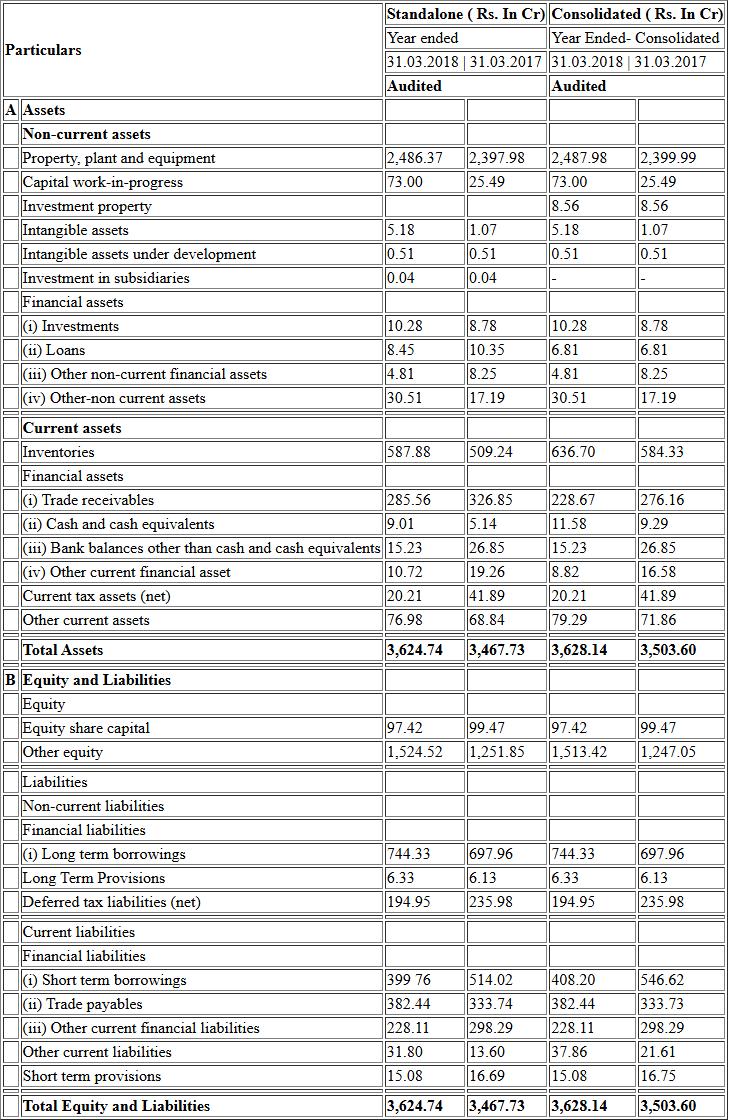 Particulars Standalone ( Rs. In Cr) Consolidated ( Rs. In Cr)
Year ended Year Ended- Consolidated
31.03.2018 | 31.03.2017 31.03.2018 | 31.03.2017
Audited Audited
A Assets
Non-current assets
Property, plant and equipment 2,486.37 2,397.98 2,487.98 2,399.99
Capital work-in-progress 73.00 25.49 73.00 25.49
Investment property 8.56 8.56
Intangible assets 5.18 1.07 5.18 1.07
Intangible assets under development 0.51 0.51 0.51 0.51
Investment in subsidiaries 0.04 0.04 - -
Financial assets
(i) Investments 10.28 8.78 10.28 8.78
(ii) Loans 8.45 10.35 6.81 6.81
(iii) Other non-current financial assets 4.81 8.25 4.81 8.25
(iv) Other-non current assets 30.51 17.19 30.51 17.19
Current assets
Inventories 587.88 509.24 636.70 584.33
Financial assets
(i) Trade receivables 285.56 326.85 228.67 276.16
(ii) Cash and cash equivalents 9.01 5.14 11.58 9.29
(iii) Bank balances other than cash and cash equivalents 15.23 26.85 15.23 26.85
(iv) Other current financial asset 10.72 19.26 8.82 16.58
Current tax assets (net) 20.21 41.89 20.21 41.89
Other current assets 76.98 68.84 79.29 71.86
Total Assets 3,624.74 3,467.73 3,628.14 3,503.60
B Equity and Liabilities
Equity
Equity share capital 97.42 99.47 97.42 99.47
Other equity 1,524.52 1,251.85 1,513.42 1,247.05
Liabilities
Non-current liabilities
Financial liabilities
(i) Long term borrowings 744.33 697.96 744.33 697.96
Long Term Provisions 6.33 6.13 6.33 6.13
Deferred tax liabilities (net) 194.95 235.98 194.95 235.98
Current liabilities
Financial liabilities
(i) Short term borrowings 399 76 514.02 408.20 546.62
(ii) Trade payables 382.44 333.74 382.44 333.73
(iii) Other current financial liabilities 228.11 298.29 228.11 298.29
Other current liabilities 31.80 13.60 37.86 21.61
Short term provisions 15.08 16.69 15.08 16.75
Total Equity and Liabilities 3,624.74 3,467.73 3,628.14 3,503.60